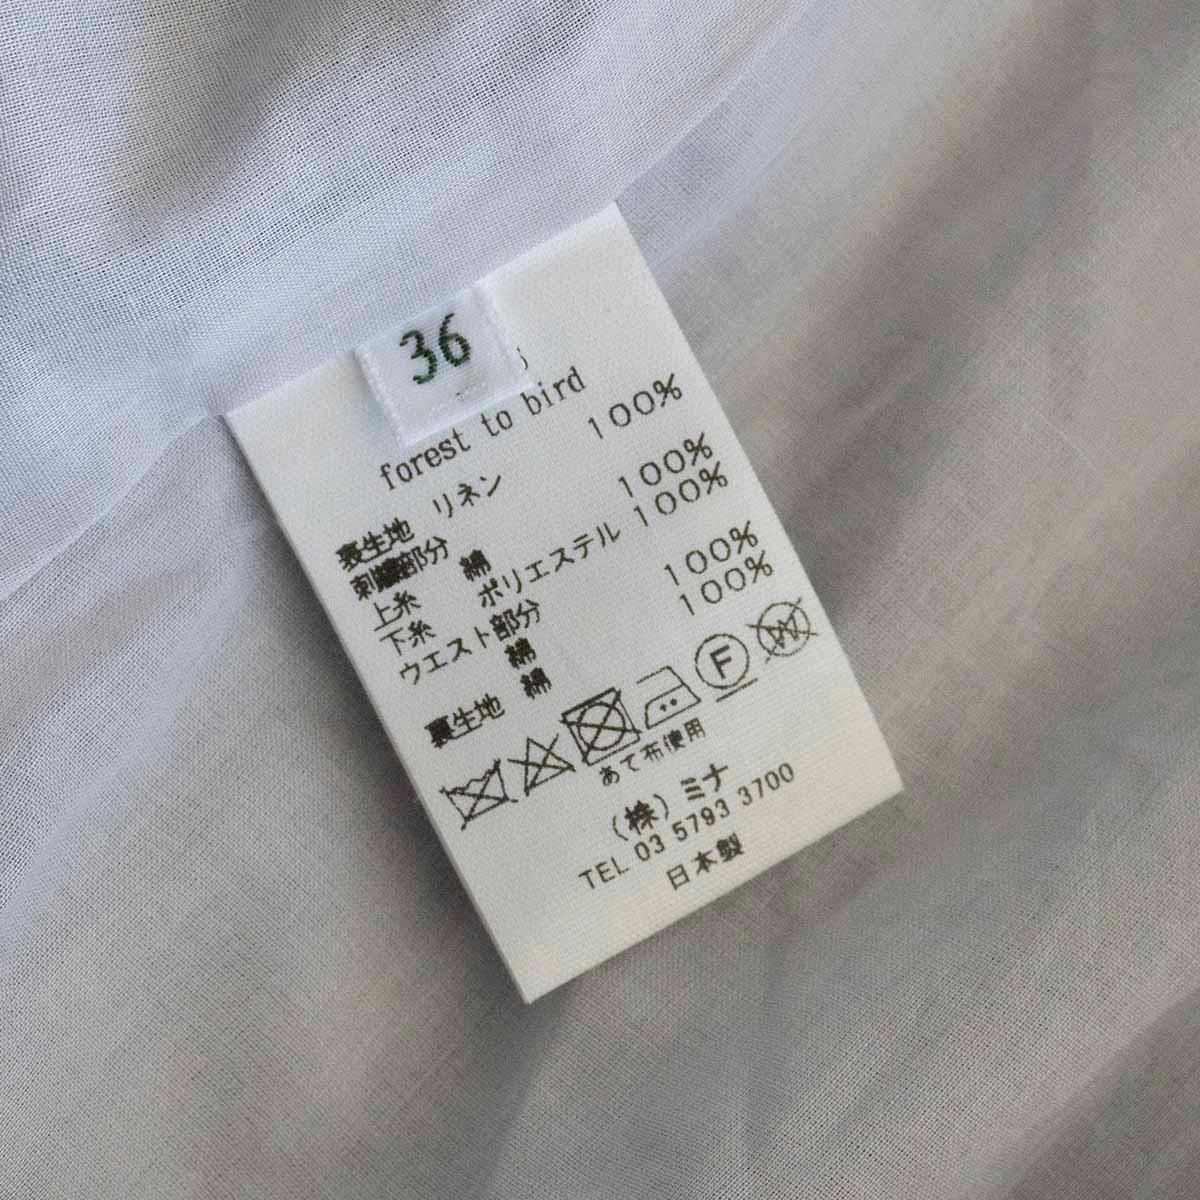 36
forest to bird
表生地 リネン 100%
刺繍部分
上糸 綿 100%
下糸 ポリエステル 100%
ウエスト部分
綿 100%
裏生地 綿 100%
F
W
あて布使用
(株)ミナ
TEL 03 5793 3700
日本製